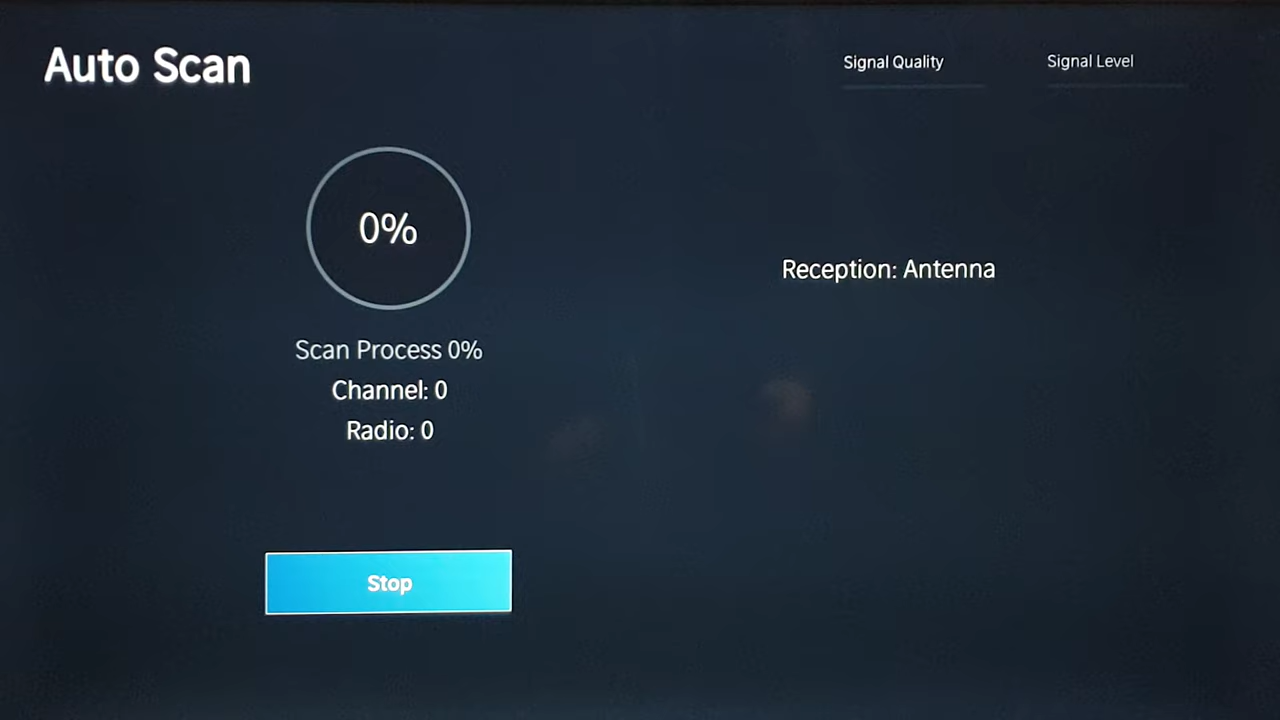 Auto Scan
Signal Quality
Signal Level
0%
Reception: Antenna
Scan Process 0%
Channel: 0
Radio: 0
Stop